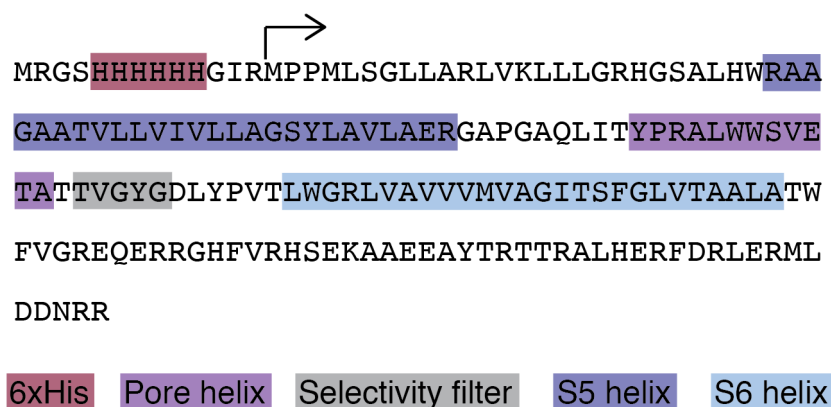 MRGSHHHHHHGIRMPPMLSGLLARLVKLLLGRHGSALHWRAA
GAATVLLVIVLLAGSYLAVLAERGAPGAQLITYPRALWWSVE
TATTVGYGDLYPVTLWGRLVAVVVMVAGITSFGLVTAALATW
FVGREQERRGHFVRHSEKAAEEAYTRTTRALHERFDRLERML
DDNRR
6xHis Pore helix Selectivity filter S5 helix S6 helix